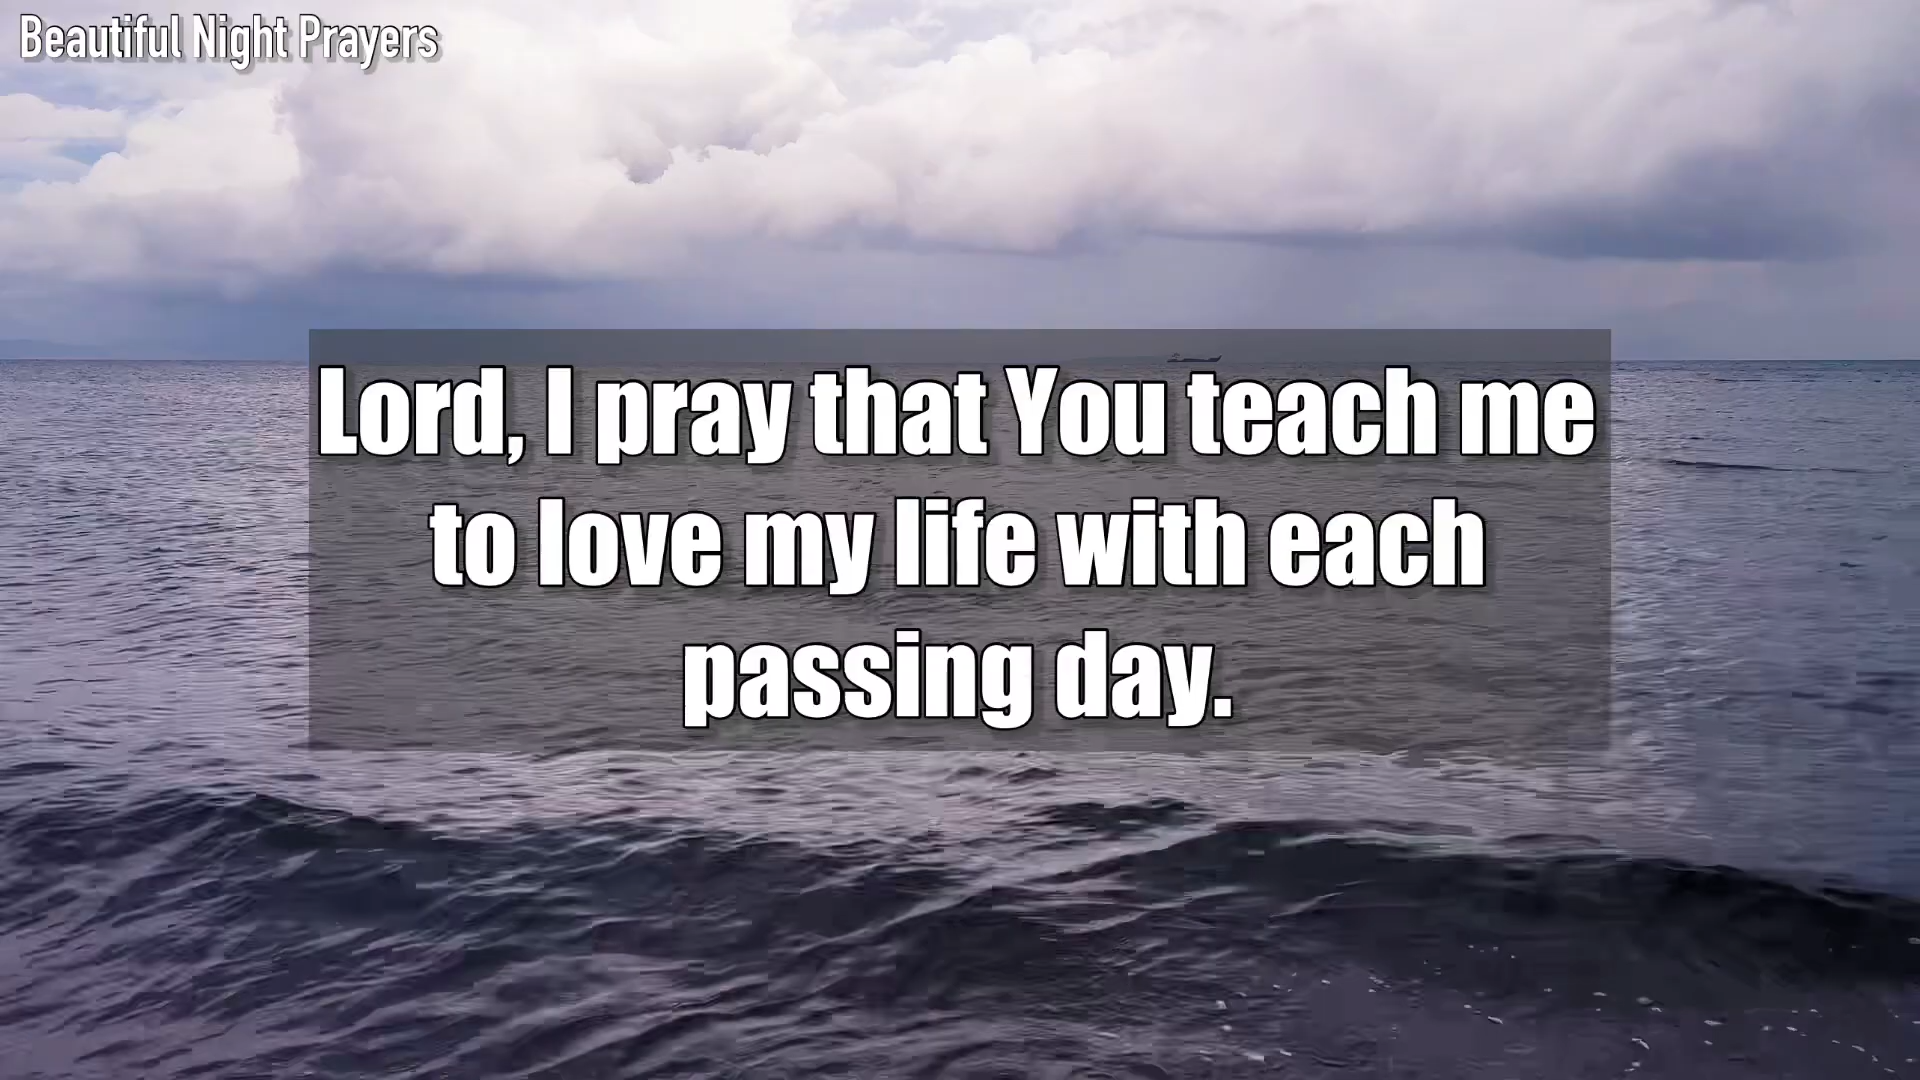 Beautiful Night Prayers
Lord, I pray that You teach me
to love my life with each
passing day.